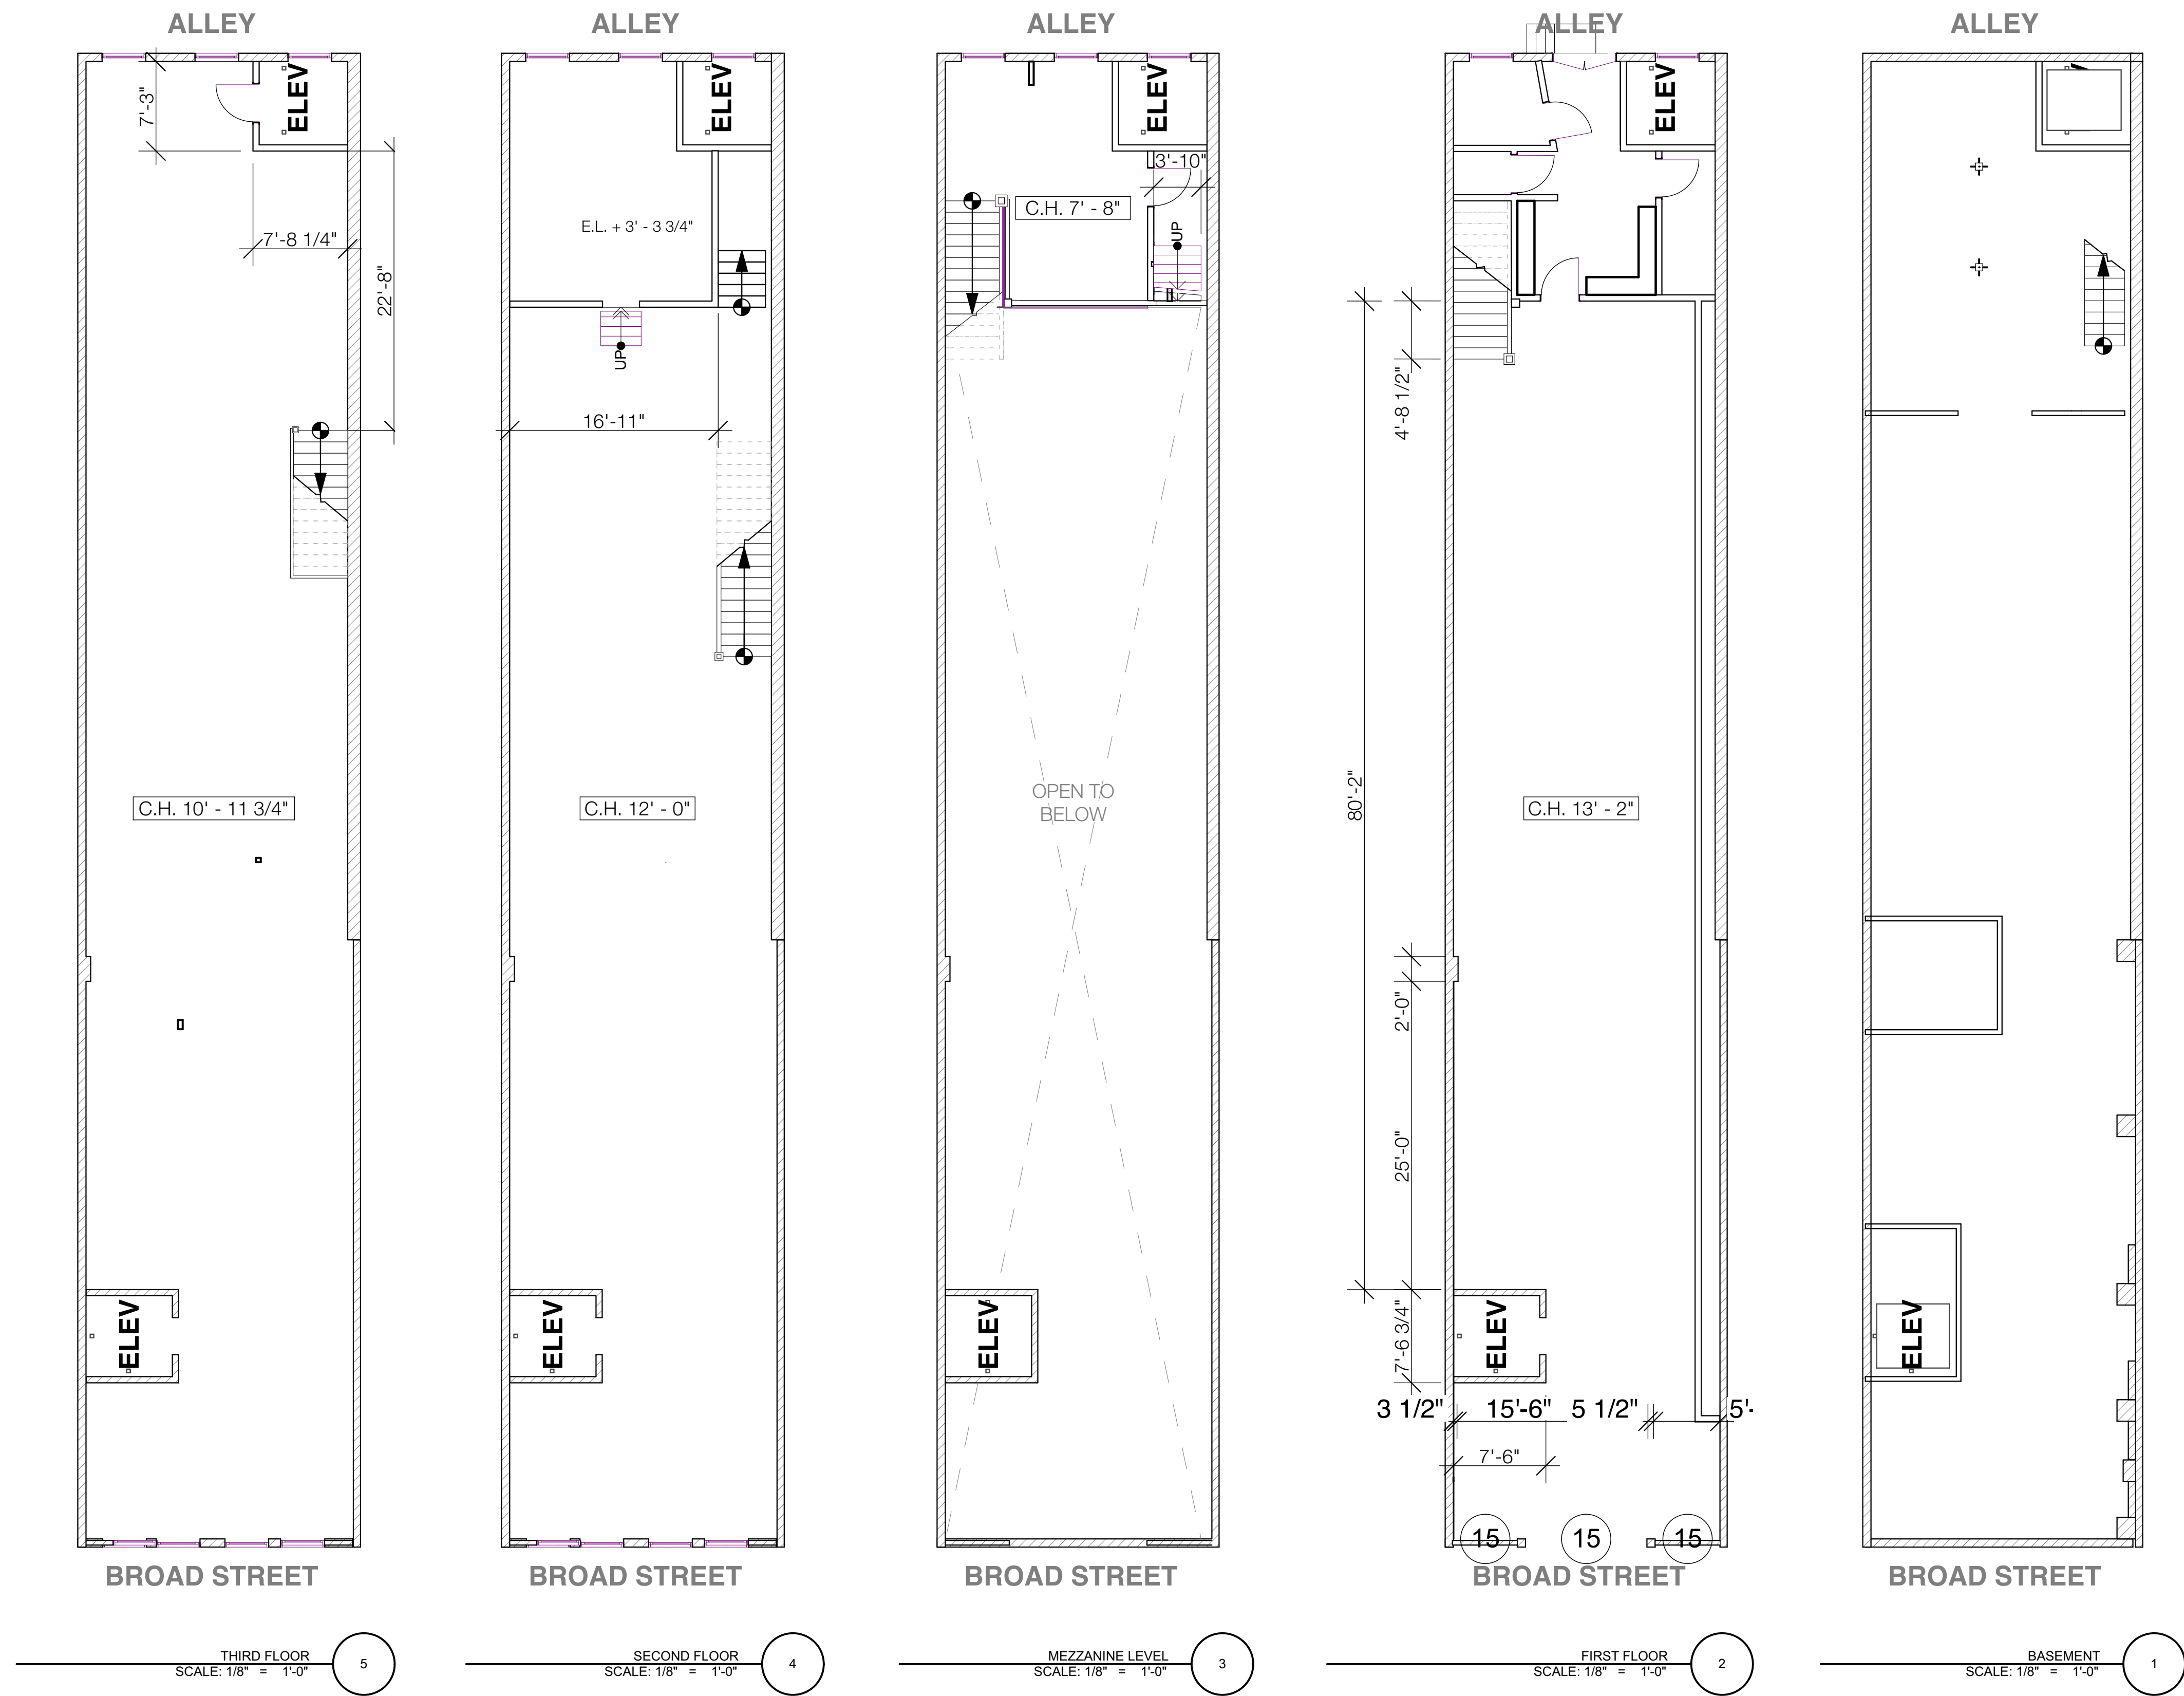 ALLEY
ALLEY
ALLEY
ALLEY
ALLEY
ELEV
7'-3"
7'-8 1/4"
22'-8"
C.H. 10' - 11 3/4"
ELEV
BROAD STREET
THIRD FLOOR
SCALE: 1/8" = 1'-0"
5
ELEV
E.L. + 3' - 3 3/4"
UP
16'-11"
C.H. 12' - 0"
ELEV
BROAD STREET
SECOND FLOOR
SCALE: 1/8" = 1'-0"
4
ELEV
3'-10"
C.H. 7' - 8"
UP
OPEN TO
BELOW
ELEV
BROAD STREET
MEZZANINE LEVEL
SCALE: 1/8" = 1'-0"
3
ELEV
4'-8 1/2"
80'-2"
C.H. 13' - 2"
2'-0"
25'-0"
7'-6 3/4"
ELEV
3 1/2" 15'-6" 5 1/2" 5'-
7'-6"
15 15 15
BROAD STREET
FIRST FLOOR
SCALE: 1/8" = 1'-0"
2
ELEV
BROAD STREET
BASEMENT
SCALE: 1/8" = 1'-0"
1